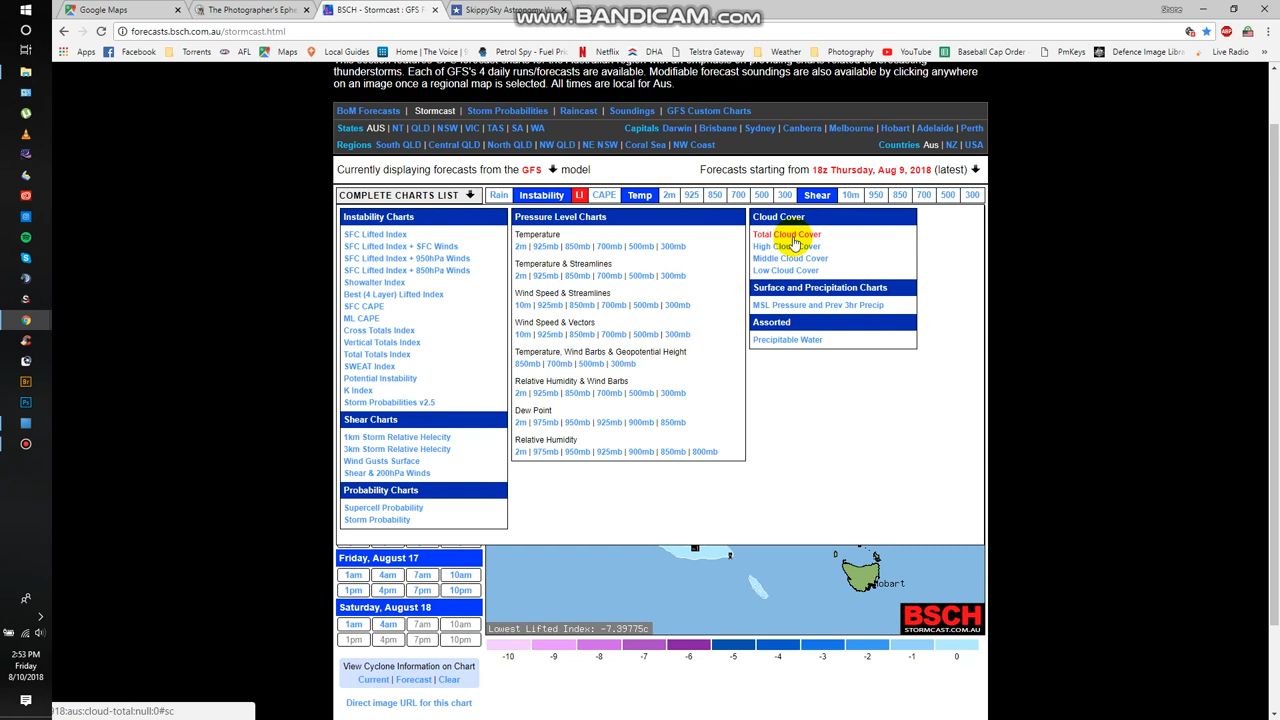 Google Maps
The Photographer's Ephe
BSCH - Stormcast : GFS F
SkippySky Astronomy W
www.BANDICAM.com
forecasts.bsch.com.au/stormcast.html
Apps
Facebook
Torrents
AFL
Maps
Local Guides
Home | The Voice |
Petrol Spy - Fuel Pric
Netflix
DHA
Telstra Gateway
Weather
Photography
YouTube
Baseball Cap Order
PmKeys
Defence Image Libra
Live Radio
thunderstorms. Each of GFS's 4 daily runs/forecasts are available. Modifiable forecast soundings are also available by clicking anywhere
on an image once a regional map is selected. All times are local for Aus.
BoM Forecasts | Stormcast | Storm Probabilities | Raincast | Soundings | GFS Custom Charts
States AUS | NT | QLD | NSW | VIC | TAS | SA | WA
Capitals Darwin | Brisbane | Sydney | Canberra | Melbourne | Hobart | Adelaide | Perth
Regions South QLD | Central QLD | North QLD | NW QLD | NE NSW | Coral Sea | NW Coast
Countries Aus | NZ | USA
Currently displaying forecasts from the GFS model
Forecasts starting from 18z Thursday, Aug 9, 2018 (latest)
COMPLETE CHARTS LIST
Rain Instability LI CAPE Temp 2m 925 850 700 500 300 Shear 10m 950 850 700 500 300
Instability Charts
SFC Lifted Index
SFC Lifted Index + SFC Winds
SFC Lifted Index + 950hPa Winds
SFC Lifted Index + 850hPa Winds
Showalter Index
Best (4 Layer) Lifted Index
SFC CAPE
ML CAPE
Cross Totals Index
Vertical Totals Index
Total Totals Index
SWEAT Index
Potential Instability
K Index
Storm Probabilities v2.5
Shear Charts
1km Storm Relative Helecity
3km Storm Relative Helecity
Wind Gusts Surface
Shear & 200hPa Winds
Probability Charts
Supercell Probability
Storm Probability
Pressure Level Charts
Temperature
2m | 925mb | 850mb | 700mb | 500mb | 300mb
Temperature & Streamlines
2m | 925mb | 850mb | 700mb | 500mb | 300mb
Wind Speed & Streamlines
10m | 925mb | 850mb | 700mb | 500mb | 300mb
Wind Speed & Vectors
10m | 925mb | 850mb | 700mb | 500mb | 300mb
Temperature, Wind Barbs & Geopotential Height
850mb | 700mb | 500mb | 300mb
Relative Humidity & Wind Barbs
2m | 925mb | 850mb | 700mb | 500mb | 300mb
Dew Point
2m | 975mb | 950mb | 925mb | 900mb | 850mb
Relative Humidity
2m | 975mb | 950mb | 925mb | 900mb | 850mb | 800mb
Cloud Cover
Total Cloud Cover
High Cloud Cover
Middle Cloud Cover
Low Cloud Cover
Surface and Precipitation Charts
MSL Pressure and Prev 3hr Precip
Assorted
Precipitable Water
Friday, August 17
1am 4am 7am 10am
1pm 4pm 7pm 10pm
Saturday, August 18
1am 4am 7am 10am
1pm 4pm 7pm 10pm
View Cyclone Information on Chart
Current | Forecast | Clear
Direct image URL for this chart
Hobart
BSCH
STORMCAST.COM.AU
Lowest Lifted Index: -7.39775c
-10 -9 -8 -7 -6 -5 -4 -3 -2 -1 0
2:53 PM
Friday
8/10/2018
918:aus:cloud-total:null:0#sc